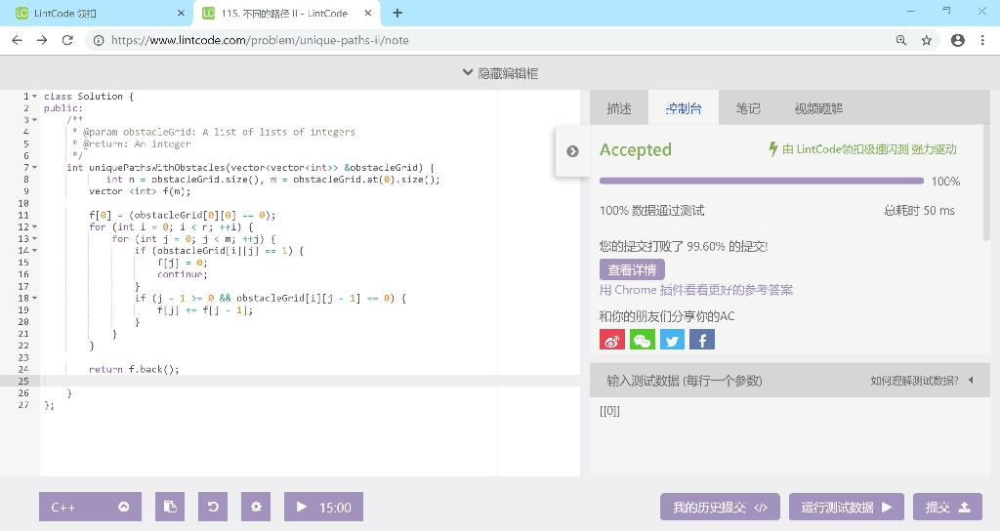 LintCode 领扣
115. 不同的路径 II - LintCode
https://www.lintcode.com/problem/unique-paths-ii/note
隐藏编辑框
1 class Solution {
2 public:
3 /**
4 * @param obstacleGrid: A list of lists of integers
5 * @return: An integer
6 */
7 int uniquePathsWithObstacles(vector<vector<int>> &obstacleGrid) {
8 int n = obstacleGrid.size(), m = obstacleGrid.at(0).size();
9 vector <int> f(m);
10
11 f[0] = (obstacleGrid[0][0] == 0);
12 for (int i = 0; i < n; ++i) {
13 for (int j = 0; j < m; ++j) {
14 if (obstacleGrid[i][j] == 1) {
15 f[j] = 0;
16 continue;
17 }
18 if (j - 1 >= 0 && obstacleGrid[i][j - 1] == 0) {
19 f[j] += f[j - 1];
20 }
21 }
22 }
23
24 return f.back();
25
26 }
27 };
描述 控制台 笔记 视频题解
Accepted
由 LintCode领扣极速闪测 强力驱动
100%
100% 数据通过测试
总耗时 50 ms
您的提交打败了 99.60% 的提交!
查看详情
用 Chrome 插件看看更好的参考答案
和你的朋友们分享你的AC
输入测试数据 (每行一个参数)
如何理解测试数据?
[[0]]
C++
15:00
我的历史提交
运行测试数据
提交